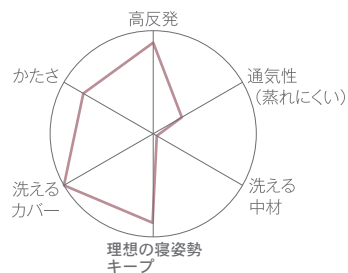 高反発
かたさ
通気性
（蒸れにくい）
洗える
カバー
洗える
中材
理想の寝姿勢
キープ